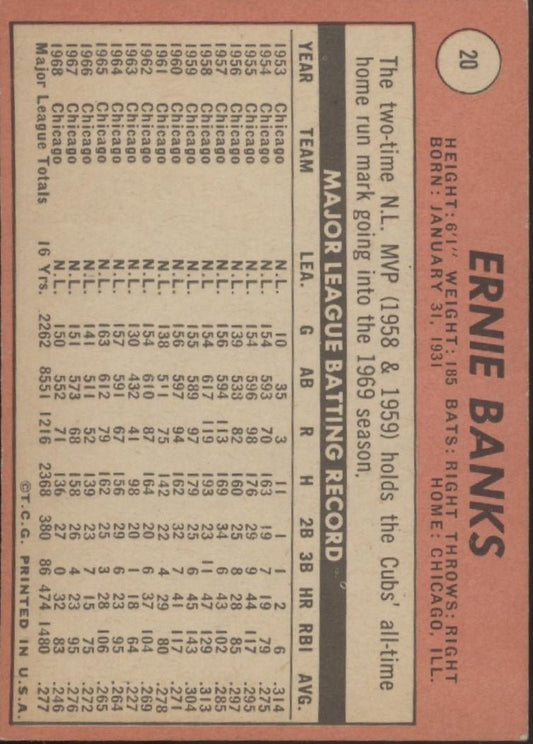 20
ERNIE BANKS
HEIGHT: 6'1" WEIGHT: 185 BATS: RIGHT THROWS: RIGHT
BORN: JANUARY 31, 1931 HOME: CHICAGO, ILL.
The two-time N.L. MVP (1958 & 1959) holds the Cubs' all-time
home run mark going into the 1969 season.
MAJOR LEAGUE BATTING RECORD
YEAR TEAM LEA. G AB R H 2B 3B HR RBI AVG.
1953 Chicago N.L. 10 35 3 11 1 1 2 6 .314
1954 Chicago N.L. 154 593 70 163 19 7 19 79 .275
1955 Chicago N.L. 154 596 98 176 29 9 44 117 .295
1956 Chicago N.L. 139 538 82 160 25 8 28 85 .297
1957 Chicago N.L. 156 594 113 169 34 6 43 102 .285
1958 Chicago N.L. 154 617 119 193 23 11 47 129 .313
1959 Chicago N.L. 155 589 97 179 25 6 45 143 .304
1960 Chicago N.L. 156 597 94 162 32 7 41 117 .271
1961 Chicago N.L. 138 511 75 142 22 4 29 80 .278
1962 Chicago N.L. 154 610 87 164 20 6 37 104 .269
1963 Chicago N.L. 130 432 41 98 20 1 18 64 .227
1964 Chicago N.L. 157 591 67 156 29 6 23 95 .264
1965 Chicago N.L. 163 612 79 162 25 3 28 106 .265
1966 Chicago N.L. 141 511 52 139 23 7 15 75 .272
1967 Chicago N.L. 151 573 68 158 26 4 23 95 .276
1968 Chicago N.L. 150 552 71 136 27 0 32 83 .246
Major League Totals 16 Yrs. 2262 8551 1216 2368 380 86 474 1480 .277
©T.C.G. PRINTED IN U.S.A.